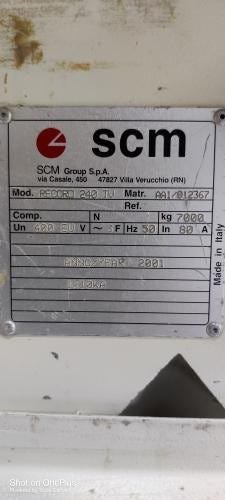 scm
SCM Group S.p.A.
via Casale, 450 47827 Villa Verucchio (RN)
Mod. RECORD 240 TV Matr. AA1/012367
Ref.
Comp. N kg 7000
Un 400 EU V ~ 3 F Hz 50 In 80 A
ANNO/YEAR 2001
Made in Italy
Shot on OnePlus